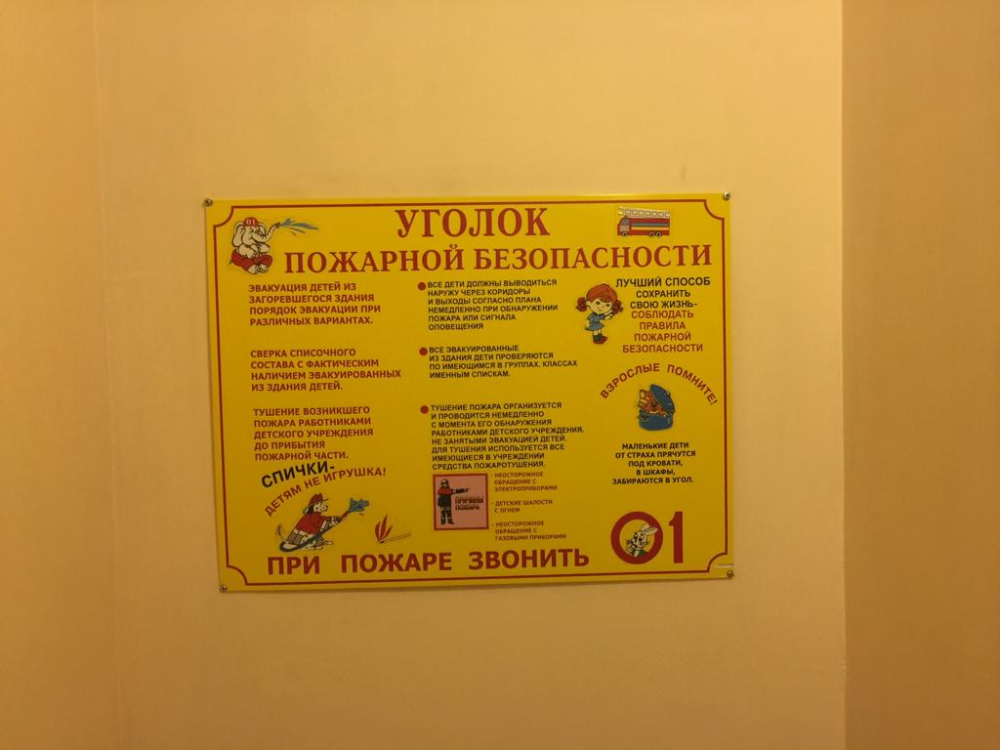 УГОЛОК
ПОЖАРНОЙ БЕЗОПАСНОСТИ
01
ЭВАКУАЦИЯ ДЕТЕЙ ИЗ
ЗАГОРЕВШЕГОСЯ ЗДАНИЯ
ПОРЯДОК ЭВАКУАЦИИ ПРИ
РАЗЛИЧНЫХ ВАРИАНТАХ.
ВСЕ ДЕТИ ДОЛЖНЫ ВЫВОДИТЬСЯ
НАРУЖУ ЧЕРЕЗ КОРИДОРЫ
И ВЫХОДЫ СОГЛАСНО ПЛАНА
НЕМЕДЛЕННО ПРИ ОБНАРУЖЕНИИ
ПОЖАРА ИЛИ СИГНАЛА
ОПОВЕЩЕНИЯ
СВЕРКА СПИСОЧНОГО
СОСТАВА С ФАКТИЧЕСКИМ
НАЛИЧИЕМ ЭВАКУИРОВАННЫХ
ИЗ ЗДАНИЯ ДЕТЕЙ.
ВСЕ ЭВАКУИРОВАННЫЕ
ИЗ ЗДАНИЯ ДЕТИ ПРОВЕРЯЮТСЯ
ПО ИМЕЮЩИМСЯ В ГРУППАХ, КЛАССАХ
ИМЕННЫМ СПИСКАМ.
ТУШЕНИЕ ВОЗНИКШЕГО
ПОЖАРА РАБОТНИКАМИ
ДЕТСКОГО УЧРЕЖДЕНИЯ
ДО ПРИБЫТИЯ
ПОЖАРНОЙ ЧАСТИ.
ТУШЕНИЕ ПОЖАРА ОРГАНИЗУЕТСЯ
И ПРОВОДИТСЯ НЕМЕДЛЕННО
С МОМЕНТА ЕГО ОБНАРУЖЕНИЯ
РАБОТНИКАМИ ДЕТСКОГО УЧРЕЖДЕНИЯ,
НЕ ЗАНЯТЫМИ ЭВАКУАЦИЕЙ ДЕТЕЙ.
ДЛЯ ТУШЕНИЯ ИСПОЛЬЗУЕТСЯ ВСЕ
ИМЕЮЩИЕСЯ В УЧРЕЖДЕНИИ
СРЕДСТВА ПОЖАРОТУШЕНИЯ.
ЛУЧШИЙ СПОСОБ
СОХРАНИТЬ
СВОЮ ЖИЗНЬ-
СОБЛЮДАТЬ
ПРАВИЛА
ПОЖАРНОЙ
БЕЗОПАСНОСТИ
ВЗРОСЛЫЕ ПОМНИТЕ!
МАЛЕНЬКИЕ ДЕТИ
ОТ СТРАХА ПРЯЧУТСЯ
ПОД КРОВАТИ,
В ШКАФЫ,
ЗАБИРАЮТСЯ В УГОЛ.
СПИЧКИ-
ДЕТЯМ НЕ ИГРУШКА!
ПРИЧИНЫ
ПОЖАРА
- НЕОСТОРОЖНОЕ
ОБРАЩЕНИЕ С
ЭЛЕКТРОПРИБОРАМИ
- ДЕТСКИЕ ШАЛОСТИ
С ОГНЕМ
- НЕОСТОРОЖНОЕ
ОБРАЩЕНИЕ С
ГАЗОВЫМИ ПРИБОРАМИ
ПРИ ПОЖАРЕ ЗВОНИТЬ 01